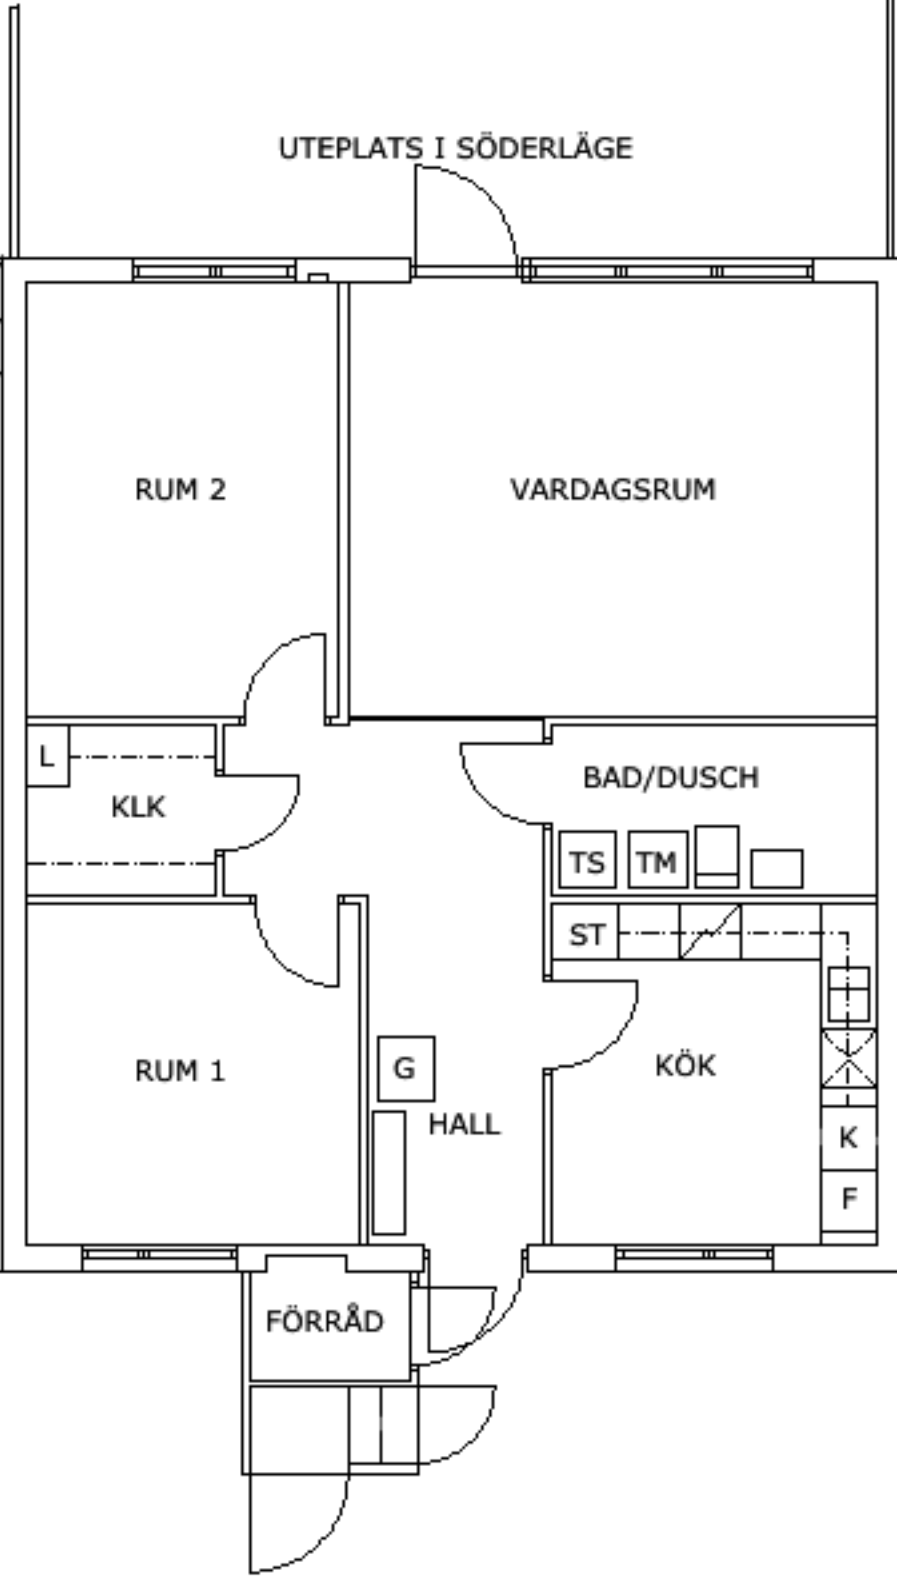 UTEPLATS I SÖDERLÄGE
RUM 2
VARDAGSRUM
L
KLK
BAD/DUSCH
TS
TM
ST
RUM 1
G
KÖK
HALL
K
F
FÖRRÅD